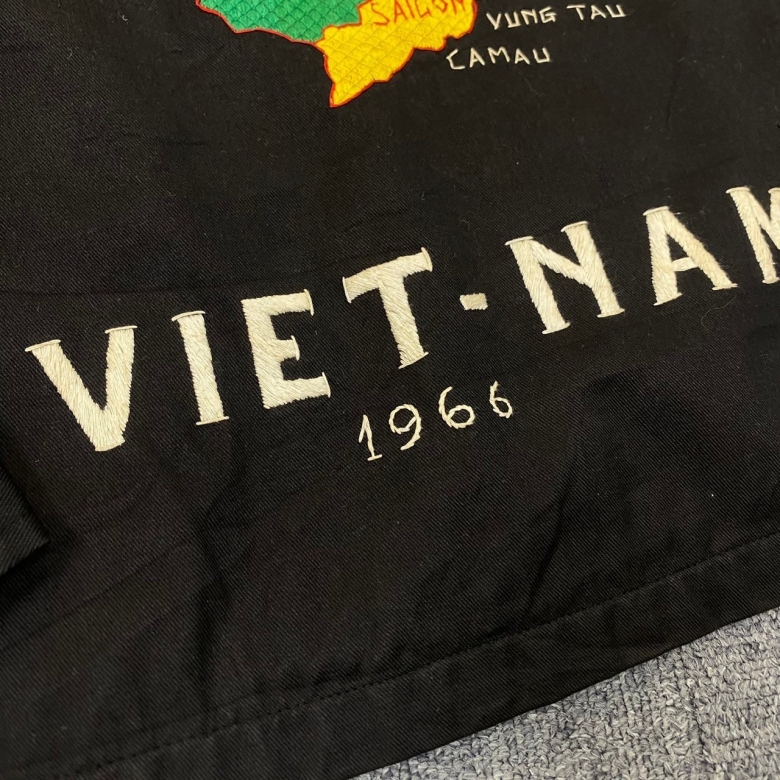 SAIGON
VUNG TAU
CAMAU
VIET-NAM
1966